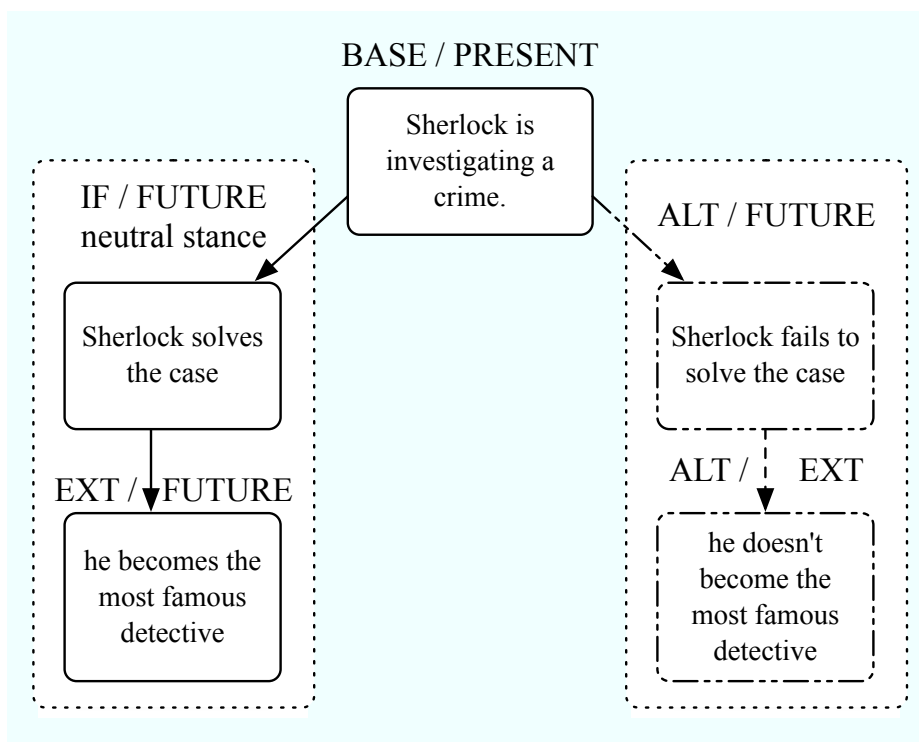 BASE / PRESENT
Sherlock is
investigating a
crime.
IF / FUTURE
neutral stance
Sherlock solves
the case
EXT / FUTURE
he becomes the
most famous
detective
ALT / FUTURE
Sherlock fails to
solve the case
ALT / EXT
he doesn't
become the
most famous
detective